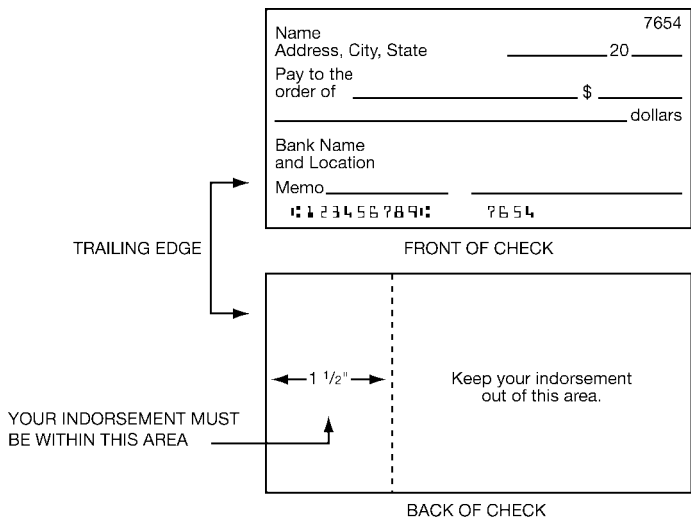 7654
Name
Address, City, State 20
Pay to the
order of $
dollars
Bank Name
and Location
Memo
⑆123456789⑆ 7654
TRAILING EDGE
FRONT OF CHECK
1 1/2"
Keep your indorsement
out of this area.
YOUR INDORSEMENT MUST
BE WITHIN THIS AREA
BACK OF CHECK